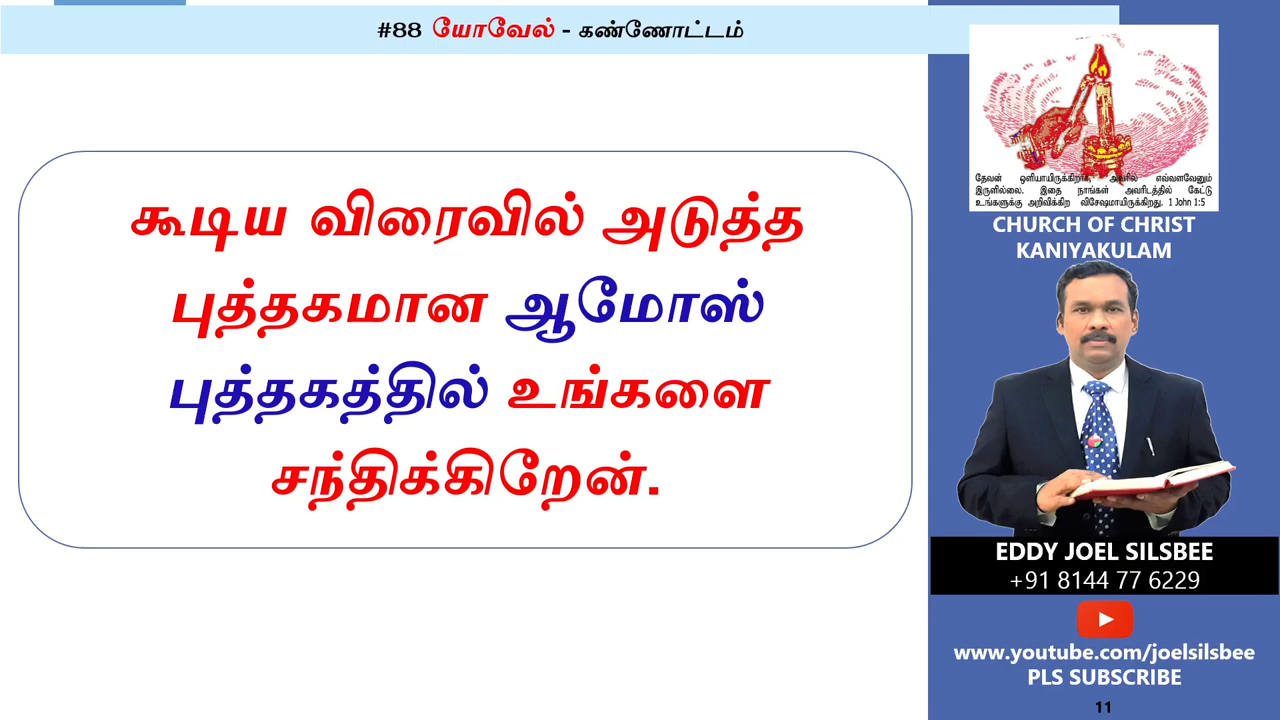 #88 யோவேல் - கண்ணோட்டம்
கூடிய விரைவில் அடுத்த
புத்தகமான ஆமோஸ்
புத்தகத்தில் உங்களை
சந்திக்கிறேன்.
தேவன் ஒளியாயிருக்கிறார், அவரில் எவ்வளவேனும்
இருளில்லை. இதை நாங்கள் அவரிடத்தில் கேட்டு
உங்களுக்கு அறிவிக்கிற விசேஷமாயிருக்கிறது. 1 John 1:5
CHURCH OF CHRIST
KANIYAKULAM
EDDY JOEL SILSBEE
+91 8144 77 6229
www.youtube.com/joelsilsbee
PLS SUBSCRIBE
11